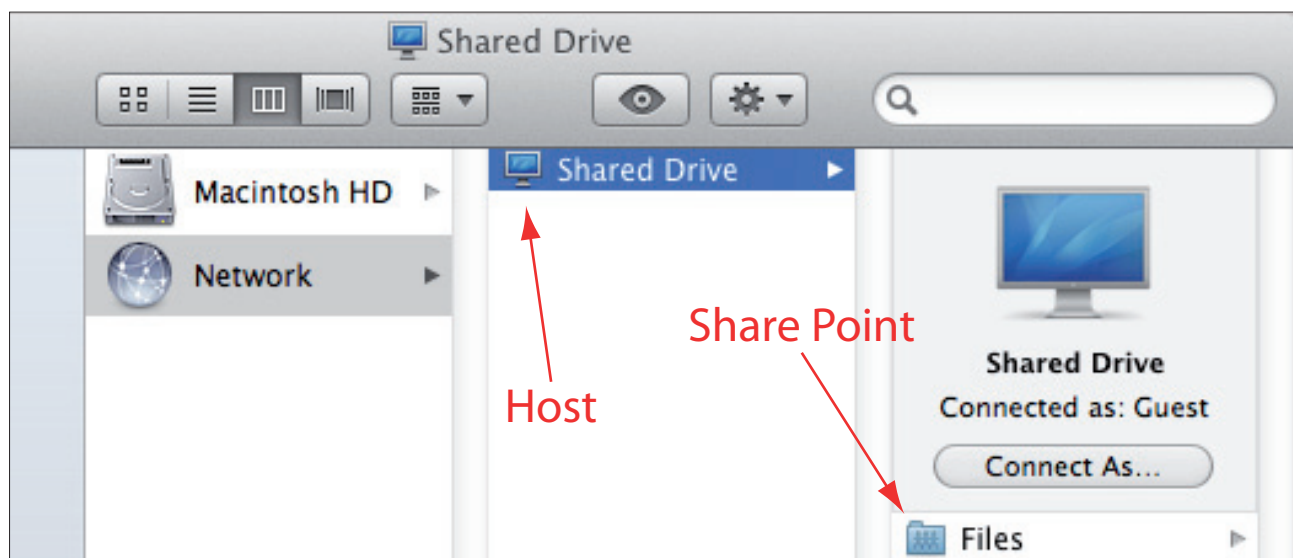 Shared Drive
Macintosh HD
Shared Drive
Network
Share Point
Host
Shared Drive
Connected as: Guest
Connect As...
Files